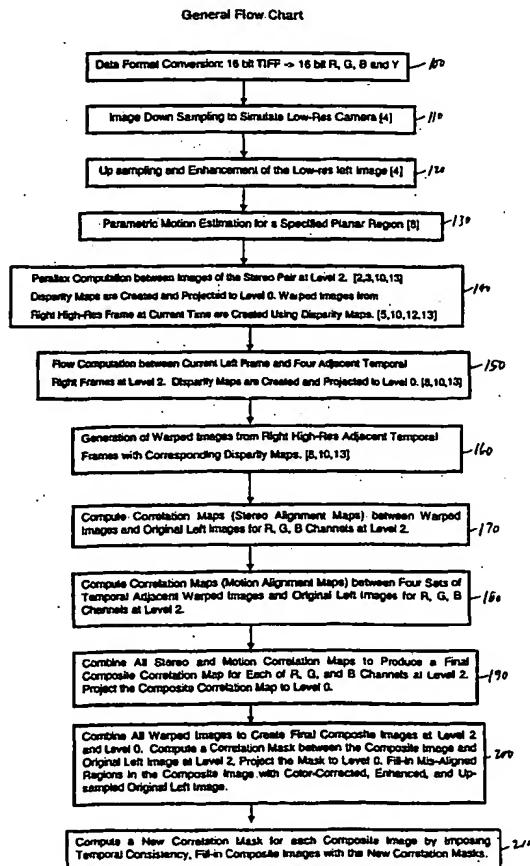 General Flow Chart
Data Format Conversion: 16 bit TIFF -> 16 bit R, G, B and Y
100
Image Down Sampling to Simulate Low-Res Camera [4]
110
Up sampling and Enhancement of the Low-res left Image [4]
120
Parametric Motion Estimation for a Specified Planar Region [8]
130
Parallax Computation between Images of the Stereo Pair at Level 2. [2,3,10,13]
Disparity Maps are Created and Projected to Level 0. Warped Images from
Right High-Res Frame at Current Time are Created Using Disparity Maps. [5,10,12,13]
140
Flow Computation between Current Left Frame and Four Adjacent Temporal
Right Frames at Level 2. Disparity Maps are Created and Projected to Level 0. [8,10,13]
150
Generation of Warped Images from Right High-Res Adjacent Temporal
Frames with Corresponding Disparity Maps. [8,10,13]
160
Compute Correlation Maps (Stereo Alignment Maps) between Warped
Images and Original Left Images for R, G, B Channels at Level 2.
170
Compute Correlation Maps (Motion Alignment Maps) between Four Sets of
Temporal Adjacent Warped Images and Original Left Images for R, G, B
Channels at Level 2.
180
Combine All Stereo and Motion Correlation Maps to Produce a Final
Composite Correlation Map for Each of R, G, and B Channels at Level 2.
Project the Composite Correlation Map to Level 0.
190
Combine All Warped Images to Create Final Composite Images at Level 2
and Level 0. Compute a Correlation Mask between the Composite Image and
Original Left Image at Level 2, Project the Mask to Level 0. Fill-in Mis-Aligned
Regions in the Composite Image with Color-Corrected, Enhanced, and Up-
sampled Original Left Image.
200
Compute a New Correlation Mask for each Composite Image by Imposing
Temporal Consistency, Fill-in Composite Images with the New Correlation Masks.